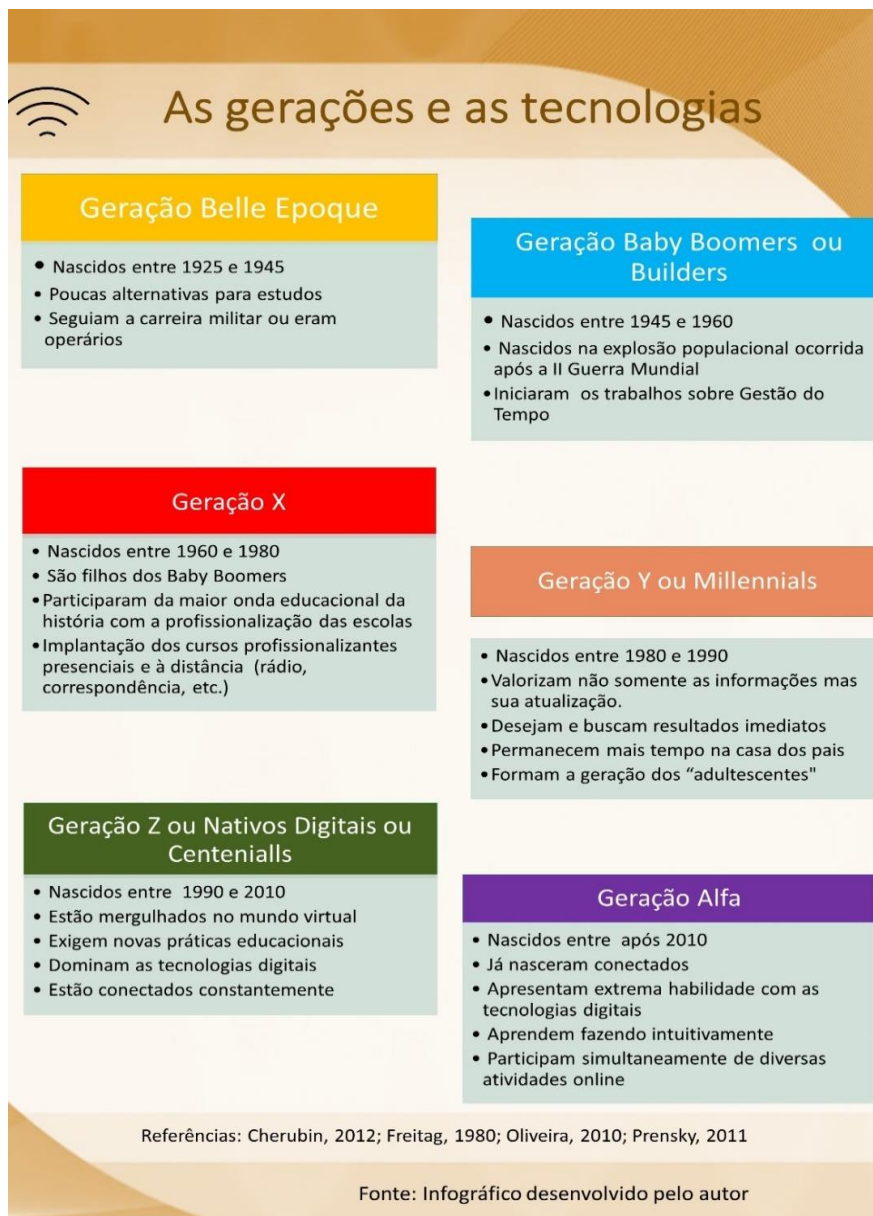 As gerações e as tecnologias
Geração Belle Epoque
• Nascidos entre 1925 e 1945
• Poucas alternativas para estudos
• Seguiam a carreira militar ou eram
operários
Geração Baby Boomers ou
Builders
• Nascidos entre 1945 e 1960
• Nascidos na explosão populacional ocorrida
após a II Guerra Mundial
•Iniciaram os trabalhos sobre Gestão do
Tempo
Geração X
• Nascidos entre 1960 e 1980
• São filhos dos Baby Boomers
•Participaram da maior onda educacional da
história com a profissionalização das escolas
•Implantação dos cursos profissionalizantes
presenciais e à distância (rádio,
correspondência, etc.)
Geração Y ou Millennials
• Nascidos entre 1980 e 1990
•Valorizam não somente as informações mas
sua atualização.
•Desejam e buscam resultados imediatos
•Permanecem mais tempo na casa dos pais
•Formam a geração dos “adultescentes"
Geração Z ou Nativos Digitais ou
Centenialls
• Nascidos entre 1990 e 2010
• Estão mergulhados no mundo virtual
• Exigem novas práticas educacionais
• Dominam as tecnologias digitais
• Estão conectados constantemente
Geração Alfa
• Nascidos entre após 2010
• Já nasceram conectados
• Apresentam extrema habilidade com as
tecnologias digitais
• Aprendem fazendo intuitivamente
• Participam simultaneamente de diversas
atividades online
Referências: Cherubin, 2012; Freitag, 1980; Oliveira, 2010; Prensky, 2011
Fonte: Infográfico desenvolvido pelo autor